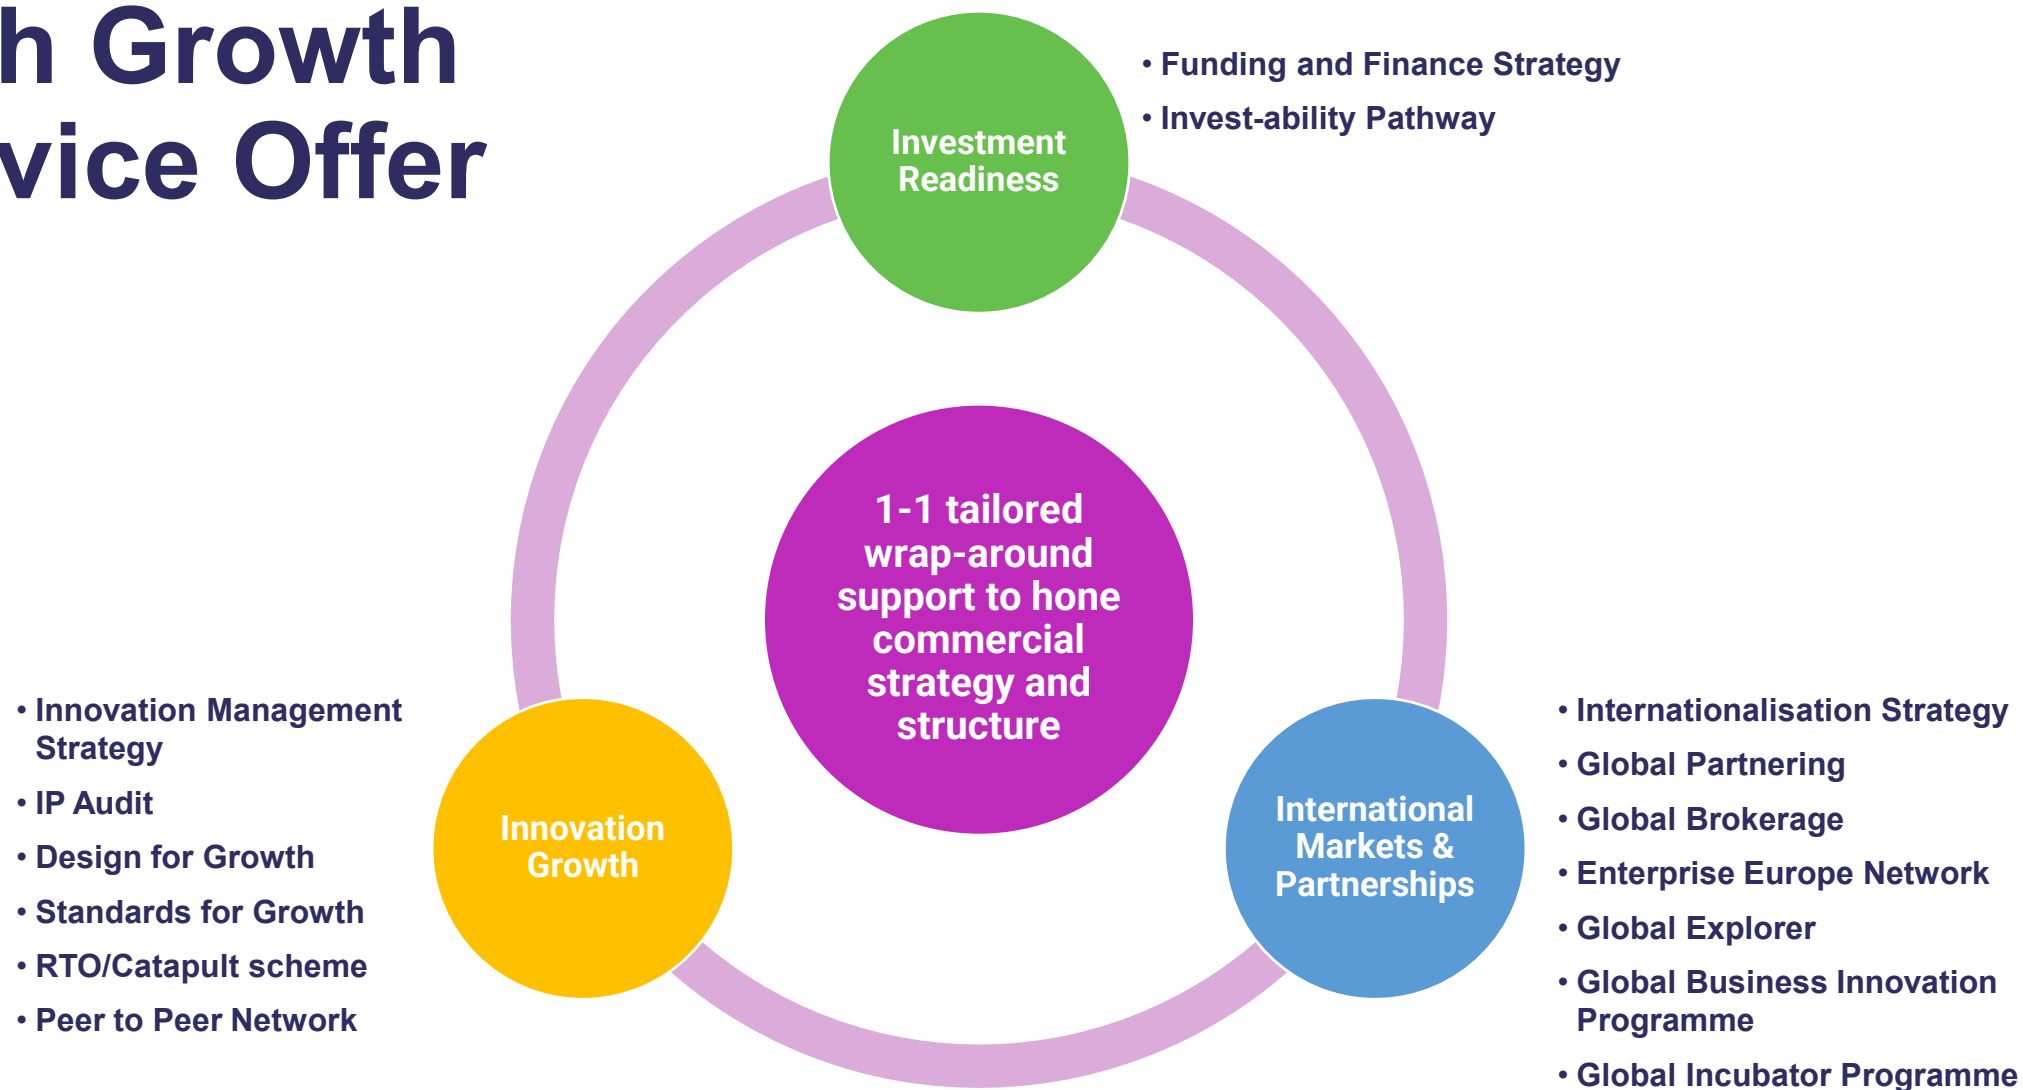 h Growth
vice Offer
• Funding and Finance Strategy
• Invest-ability Pathway
Investment
Readiness
1-1 tailored
wrap-around
support to hone
commercial
strategy and
structure
• Innovation Management
Strategy
• IP Audit
• Design for Growth
• Standards for Growth
• RTO/Catapult scheme
• Peer to Peer Network
Innovation
Growth
International
Markets &
Partnerships
• Internationalisation Strategy
• Global Partnering
• Global Brokerage
• Enterprise Europe Network
• Global Explorer
• Global Business Innovation
Programme
• Global Incubator Programme